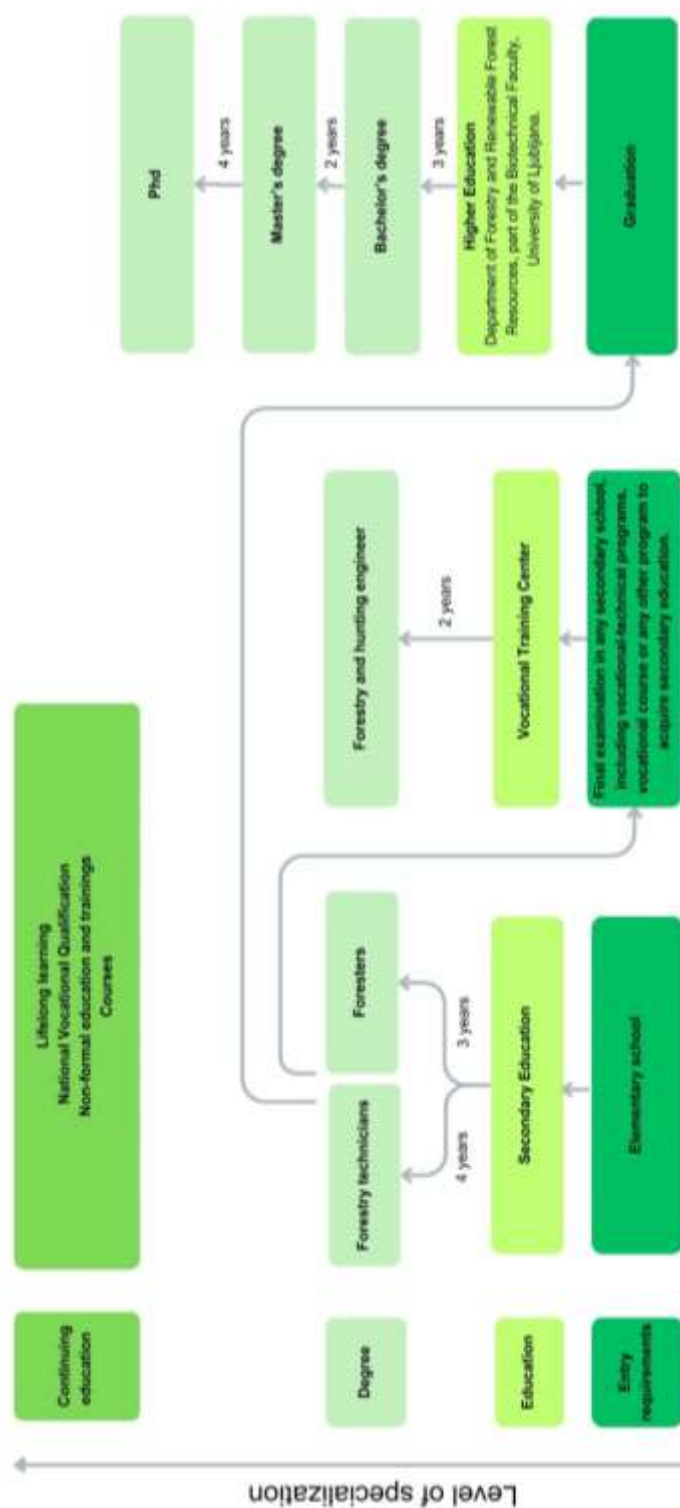 Level of specialization
Continuing
education
Degree
Education
Entry
requirements
Lifelong learning
National Vocational Qualification
Non-formal education and trainings
Courses
Forestry technicians
Foresters
4 years
3 years
Secondary Education
Elementary school
Forestry and hunting engineer
2 years
Vocational Training Center
Final examination in any secondary school,
including vocational-technical programs,
vocational course or any other program to
acquire secondary education.
Phd
4 years
Master's degree
2 years
Bachelor's degree
3 years
Higher Education
Department of Forestry and Renewable Forest
Resources, part of the Biotechnical Faculty,
University of Ljubljana.
Graduation